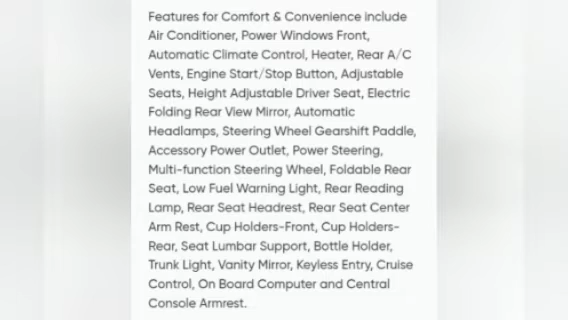 Features for Comfort & Convenience include
Air Conditioner, Power Windows Front,
Automatic Climate Control, Heater, Rear A/C
Vents, Engine Start/Stop Button, Adjustable
Seats, Height Adjustable Driver Seat, Electric
Folding Rear View Mirror, Automatic
Headlamps, Steering Wheel Gearshift Paddle,
Accessory Power Outlet, Power Steering,
Multi-function Steering Wheel, Foldable Rear
Seat, Low Fuel Warning Light, Rear Reading
Lamp, Rear Seat Headrest, Rear Seat Center
Arm Rest, Cup Holders-Front, Cup Holders-
Rear, Seat Lumbar Support, Bottle Holder,
Trunk Light, Vanity Mirror, Keyless Entry, Cruise
Control, On Board Computer and Central
Console Armrest.